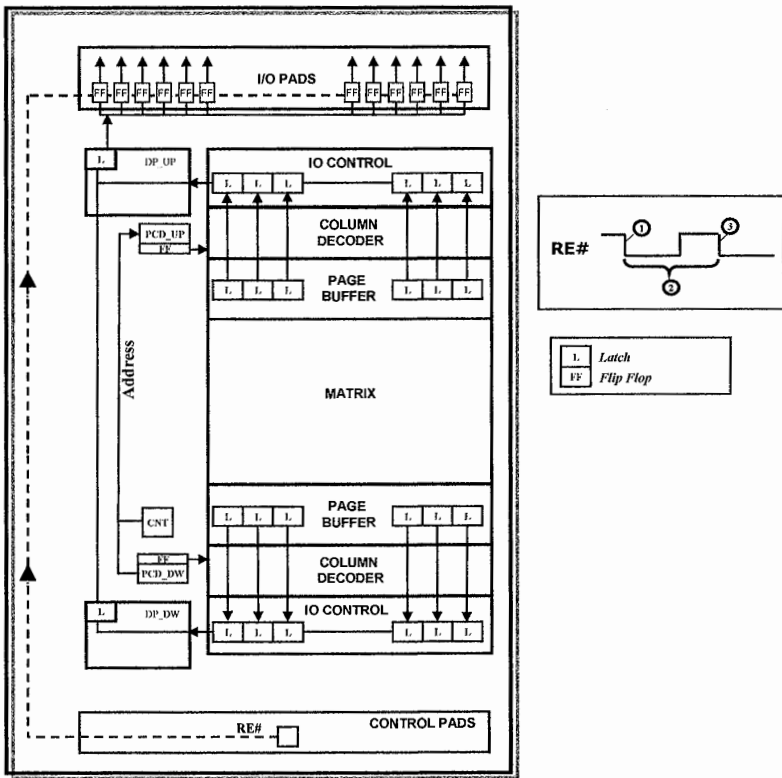 I/O PADS
FF FF FF FF FF FF FF FF FF FF FF FF
L DP_UP
IO CONTROL
L L L L L L
PCD_UP
FF
COLUMN DECODER
PAGE BUFFER
L L L L L L
Address
MATRIX
CNT
PAGE BUFFER
L L L L L L
FF
PCD_DW
COLUMN DECODER
L DP_DW
IO CONTROL
L L L L L L
RE#
CONTROL PADS
RE#
1
3
2
L Latch
FF Flip Flop